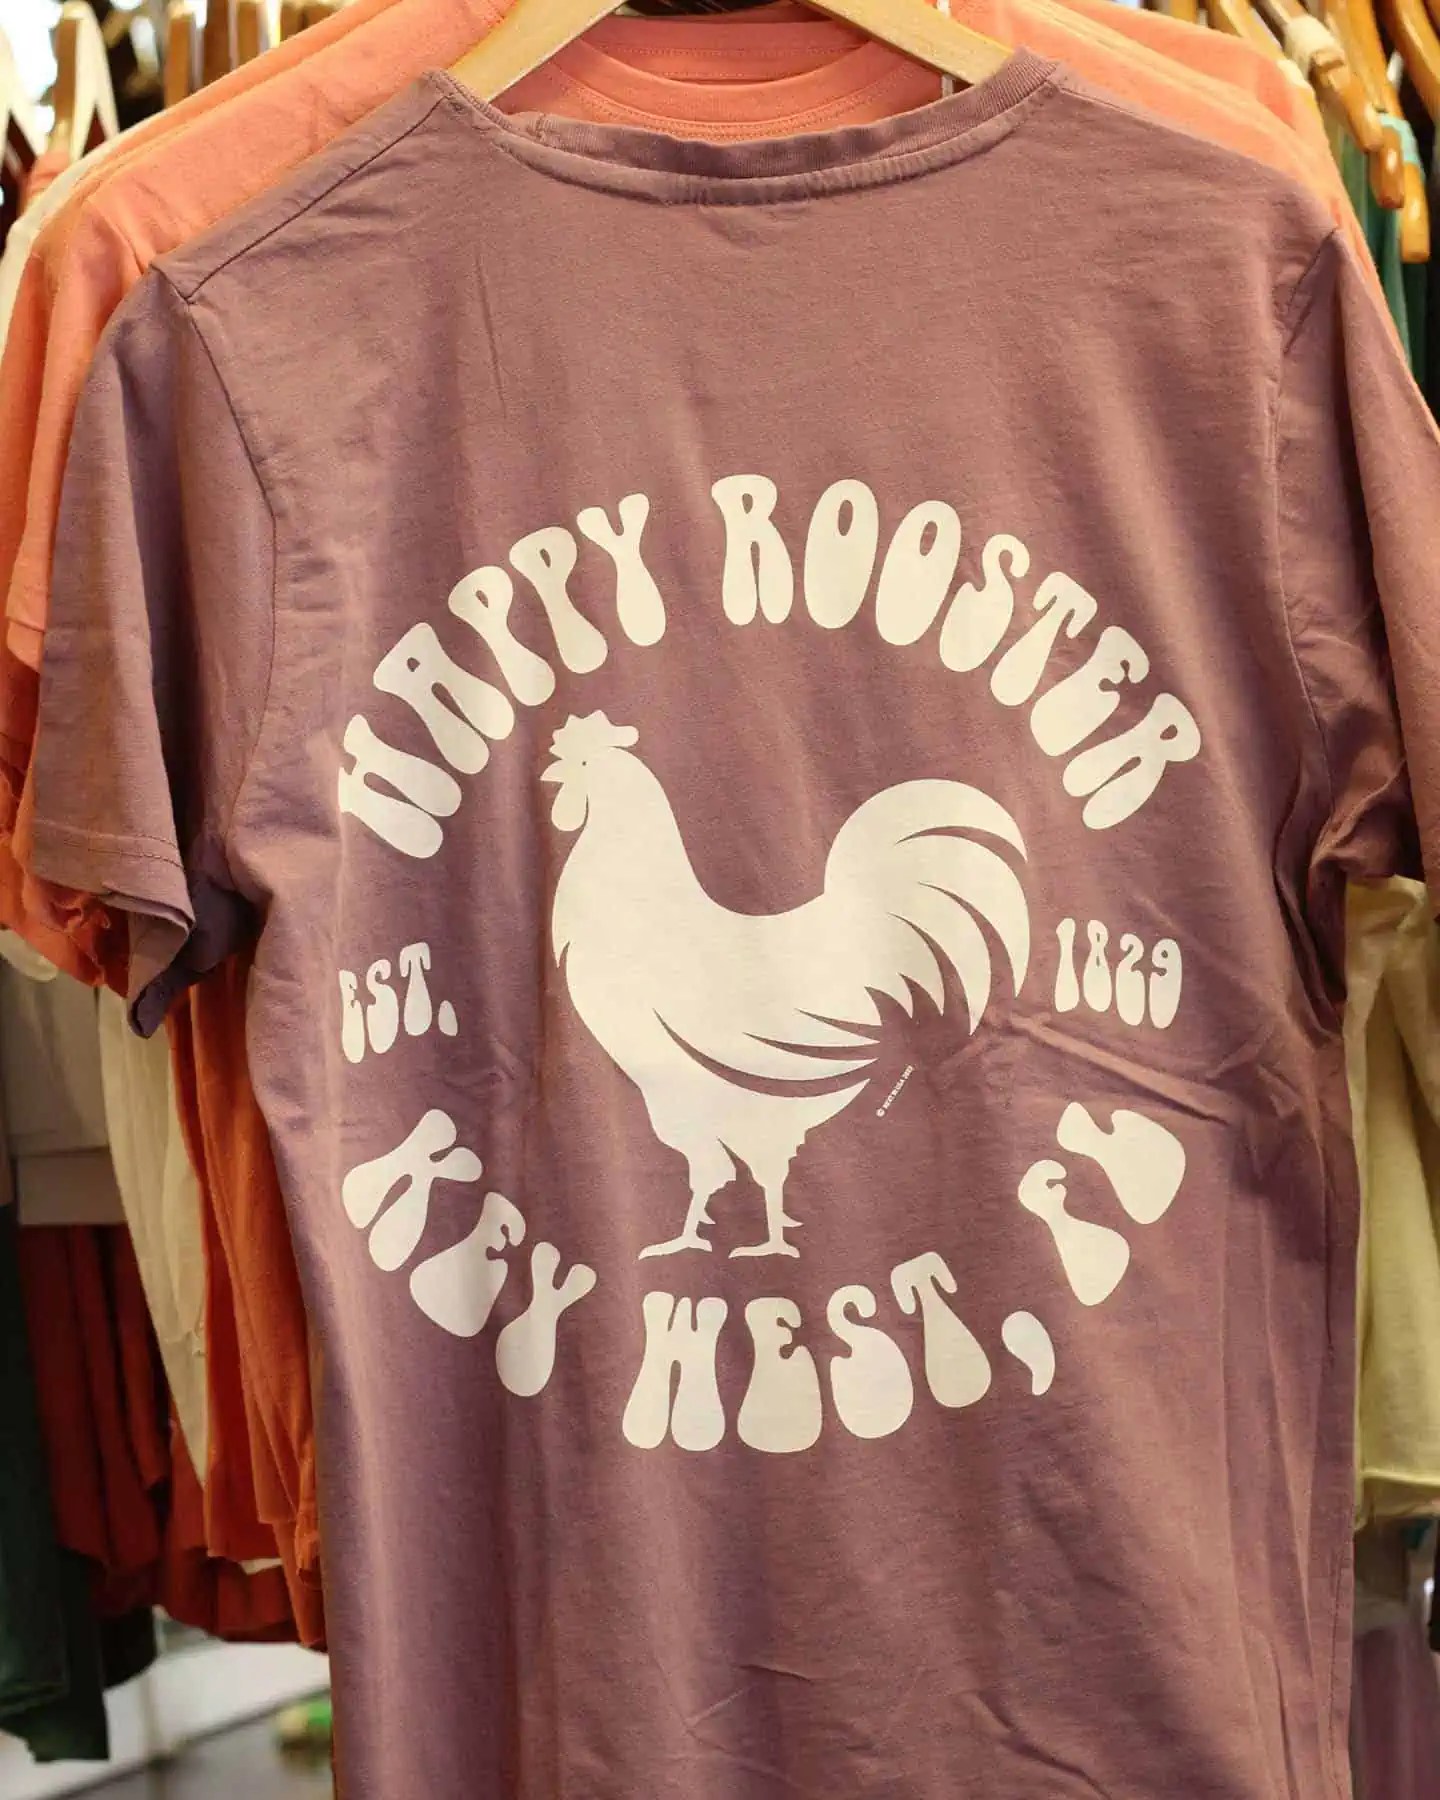 HAPPY ROOSTER
EST. 1829
KEY WEST, FL